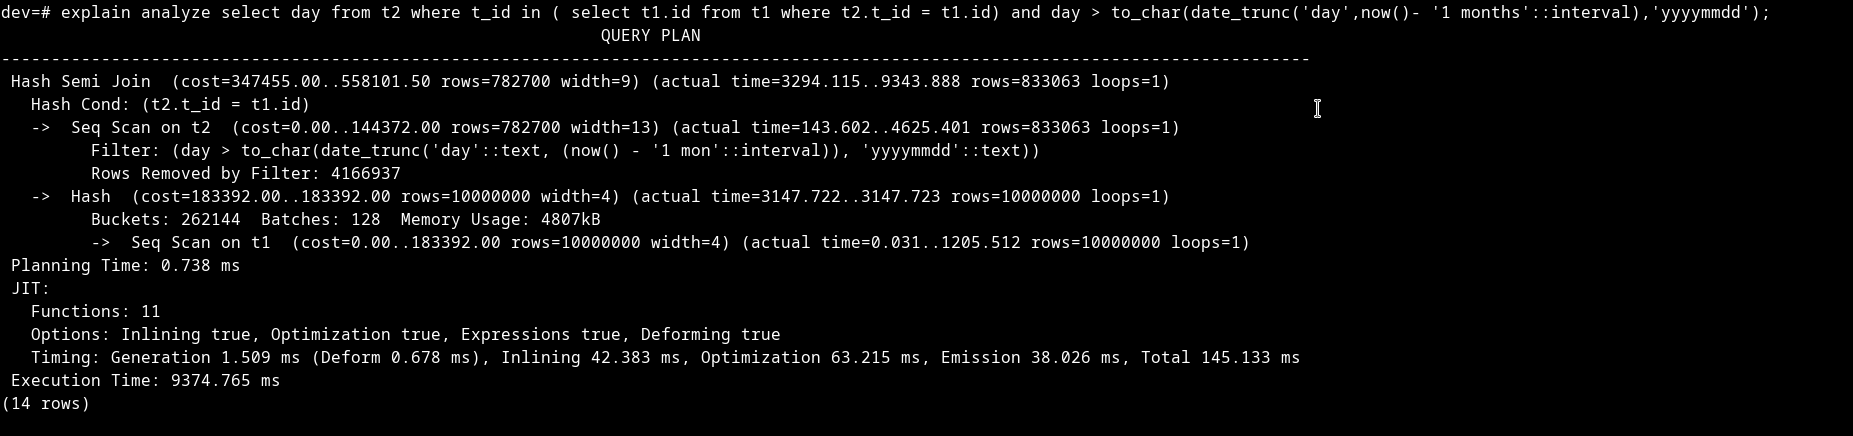 dev=# explain analyze select day from t2 where t_id in ( select t1.id from t1 where t2.t_id = t1.id) and day > to_char(date_trunc('day',now()- '1 months'::interval),'yyyymmdd');
                                                           QUERY PLAN
-----------------------------------------------------------------------------------------------------------------------------------
 Hash Semi Join  (cost=347455.00..558101.50 rows=782700 width=9) (actual time=3294.115..9343.888 rows=833063 loops=1)
   Hash Cond: (t2.t_id = t1.id)
   ->  Seq Scan on t2  (cost=0.00..144372.00 rows=782700 width=13) (actual time=143.602..4625.401 rows=833063 loops=1)
         Filter: (day > to_char(date_trunc('day'::text, (now() - '1 mon'::interval)), 'yyyymmdd'::text))
         Rows Removed by Filter: 4166937
   ->  Hash  (cost=183392.00..183392.00 rows=10000000 width=4) (actual time=3147.722..3147.723 rows=10000000 loops=1)
         Buckets: 262144  Batches: 128  Memory Usage: 4807kB
         ->  Seq Scan on t1  (cost=0.00..183392.00 rows=10000000 width=4) (actual time=0.031..1205.512 rows=10000000 loops=1)
 Planning Time: 0.738 ms
 JIT:
   Functions: 11
   Options: Inlining true, Optimization true, Expressions true, Deforming true
   Timing: Generation 1.509 ms (Deform 0.678 ms), Inlining 42.383 ms, Optimization 63.215 ms, Emission 38.026 ms, Total 145.133 ms
 Execution Time: 9374.765 ms
(14 rows)